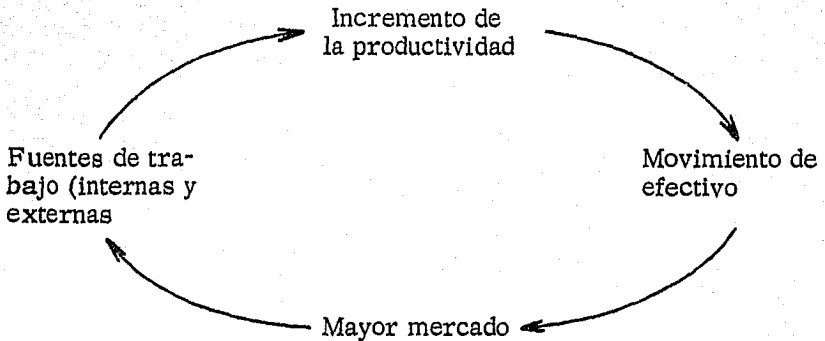 Incremento de
la productividad
Fuentes de tra-
bajo (internas y
externas
Movimiento de
efectivo
Mayor mercado